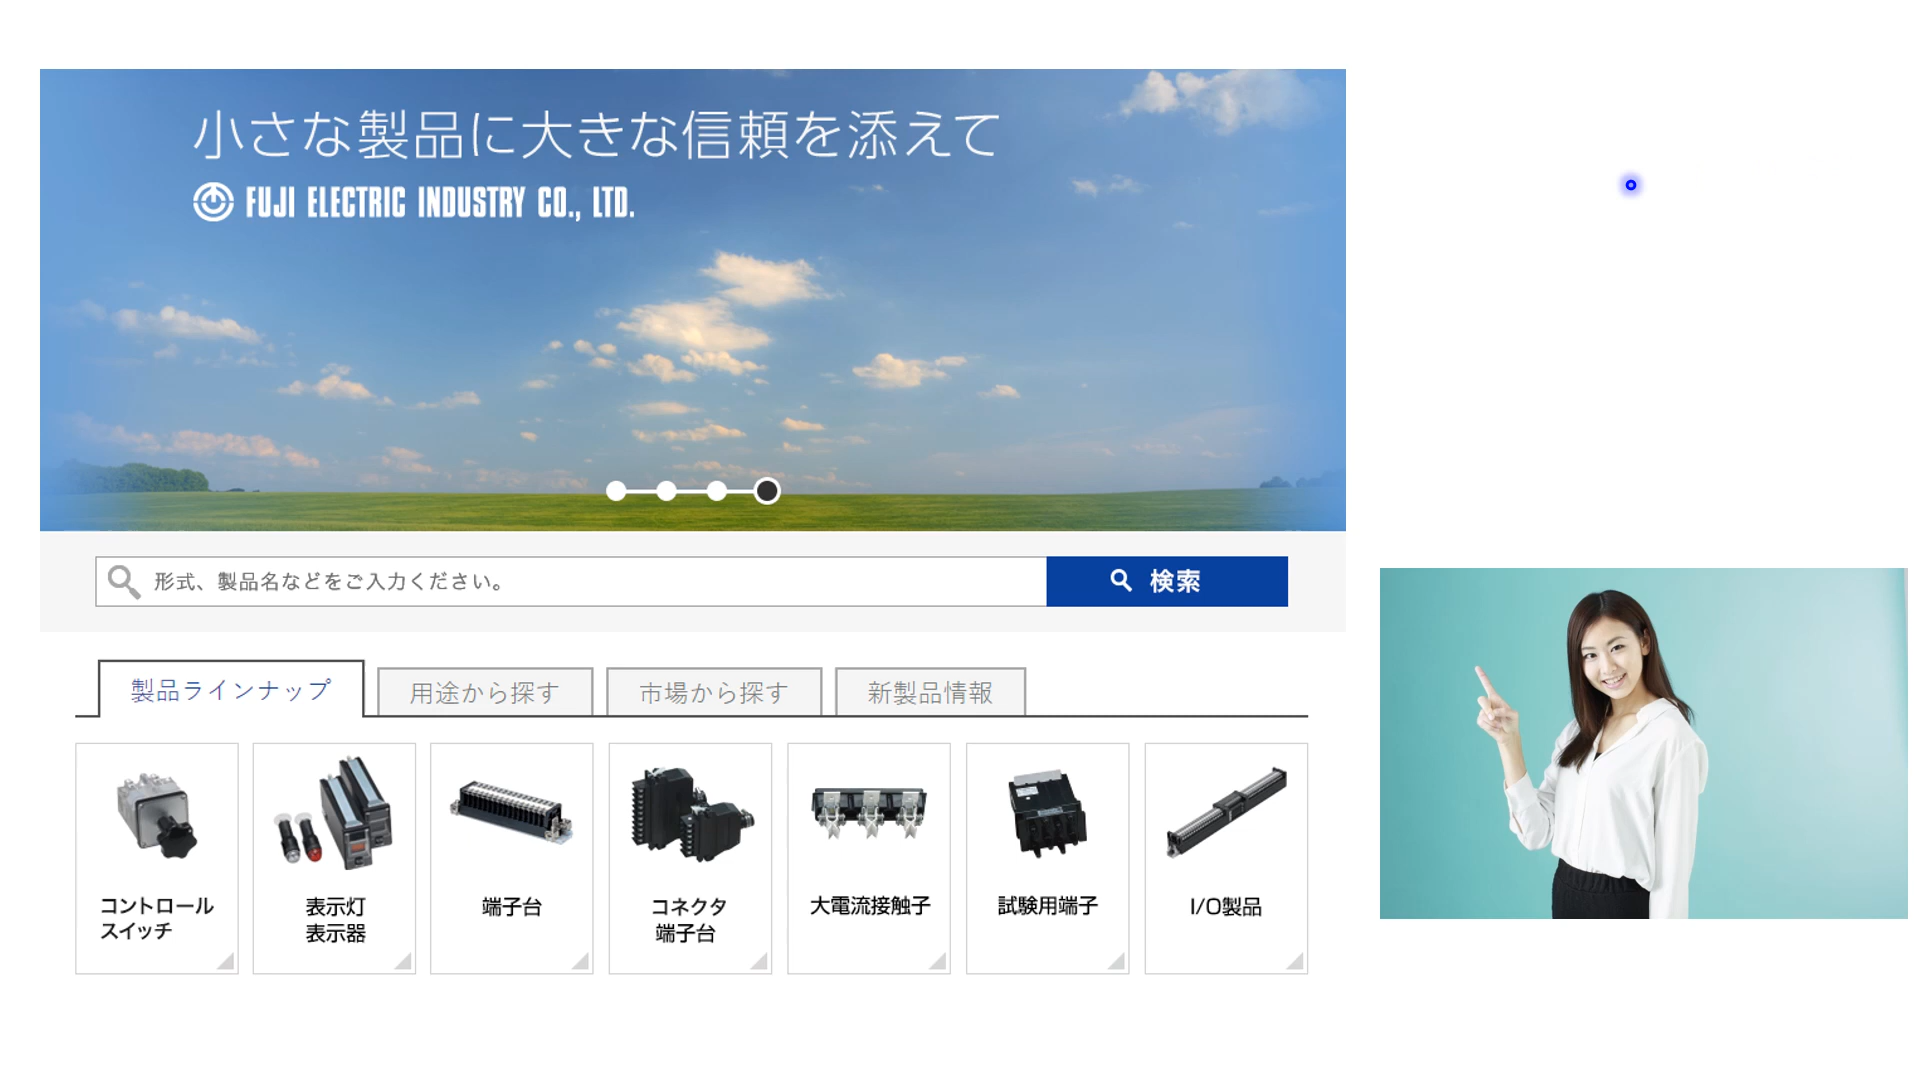 小さな製品に大きな信頼を添えて
FUJI ELECTRIC INDUSTRY CO., LTD.
形式、製品名などをご入力ください。
検索
製品ラインナップ
用途から探す
市場から探す
新製品情報
コントロール
スイッチ
表示灯
表示器
端子台
コネクタ
端子台
大電流接触子
試験用端子
I/O製品